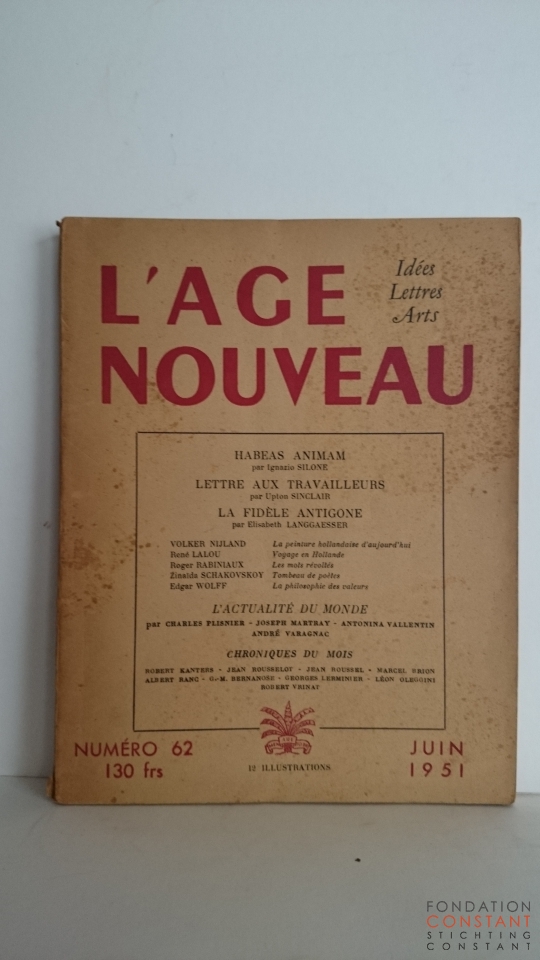 L'AGE
NOUVEAU
Idées
Lettres
Arts
HABEAS ANIMAM
par Ignazio SILONE
LETTRE AUX TRAVAILLEURS
par Upton SINCLAIR
LA FIDÈLE ANTIGONE
par Elisabeth LANGGAESSER
VOLKER NIJLAND La peinture hollandaise d'aujourd'hui
René LALOU Voyage en Hollande
Roger RABINIAUX Les mots révoltés
Zinaïda SCHAKOVSKOY Tombeau de poètes
Edgar WOLFF La philosophie des valeurs
L'ACTUALITÉ DU MONDE
par CHARLES PLISNIER - JOSEPH MARTRAY - ANTONINA VALLENTIN
ANDRÉ VARAGNAC
CHRONIQUES DU MOIS
ROBERT KANTERS - JEAN ROUSSELOT - JEAN ROUSSEL - MARCEL BRION
ALBERT RANC - G.-M. BERNANOSE - GEORGES LERMINIER - LÉON OLEGGINI
ROBERT VRINAT
NUMÉRO 62
130 frs
12 ILLUSTRATIONS
JUIN
1951
FONDATION
CONSTANT
STICHTING
CONSTANT